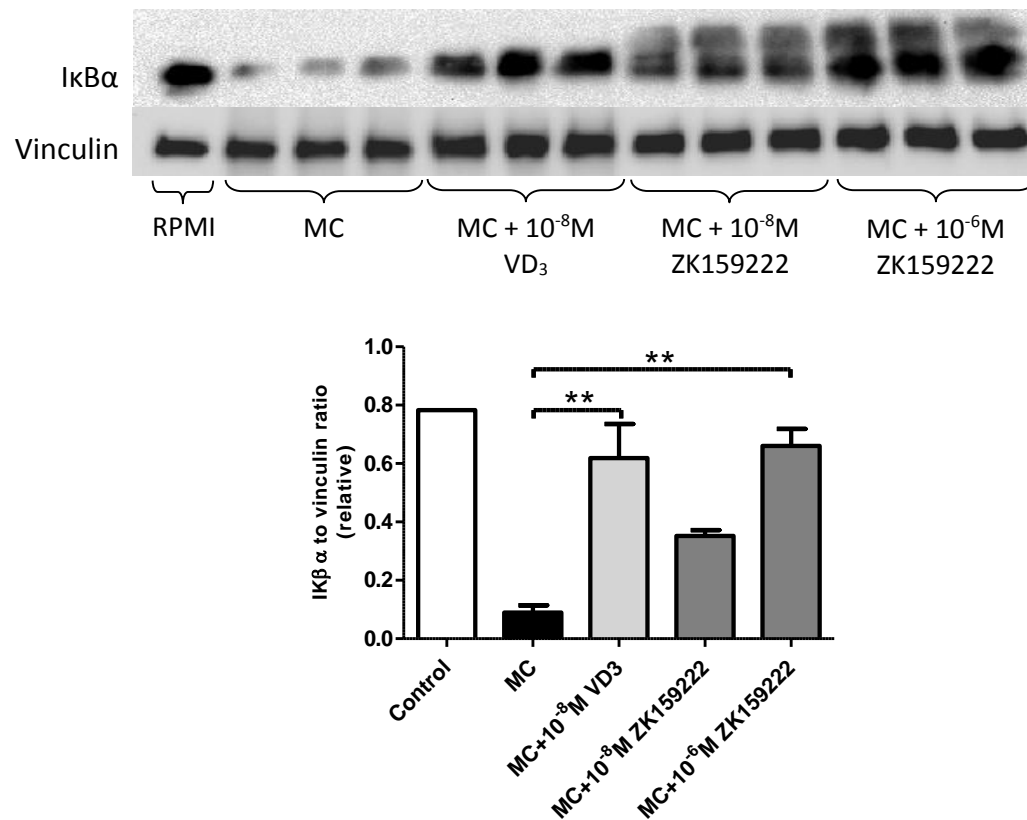 IκBα
Vinculin
RPMI
MC
MC + 10⁻⁸M
VD₃
MC + 10⁻⁸M
ZK159222
MC + 10⁻⁶M
ZK159222
IKβ α to vinculin ratio
(relative)
1.0
0.8
0.6
0.4
0.2
0.0
**
**
Control
MC
MC+10⁻⁸M VD3
MC+10⁻⁸M ZK159222
MC+10⁻⁶M ZK159222